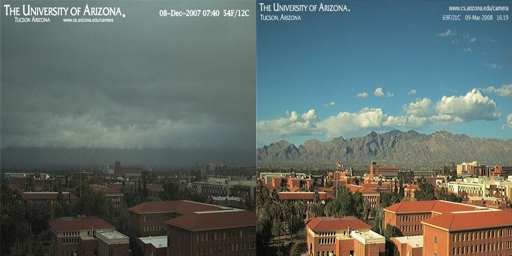 THE UNIVERSITY OF ARIZONA®
TUCSON, ARIZONA www.cs.arizona.edu/camera
08-Dec-2007 07:40 54F/12C
THE UNIVERSITY OF ARIZONA®
TUCSON, ARIZONA
www.cs.arizona.edu/camera
69F/21C 09-Mar-2008 16:19